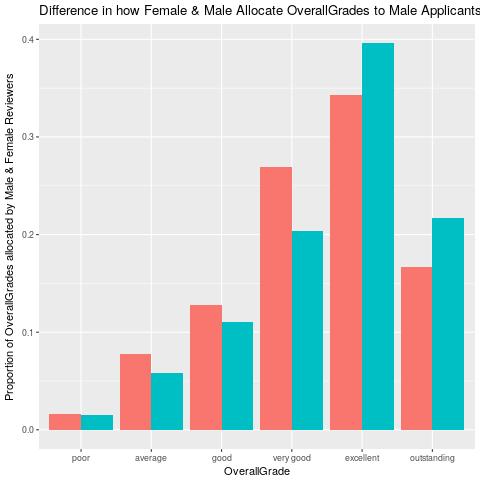 Difference in how Female & Male Allocate OverallGrades to Male Applicants
Proportion of OverallGrades allocated by Male & Female Reviewers
0.4
0.3
0.2
0.1
0.0
poor average good very good excellent outstanding
OverallGrade